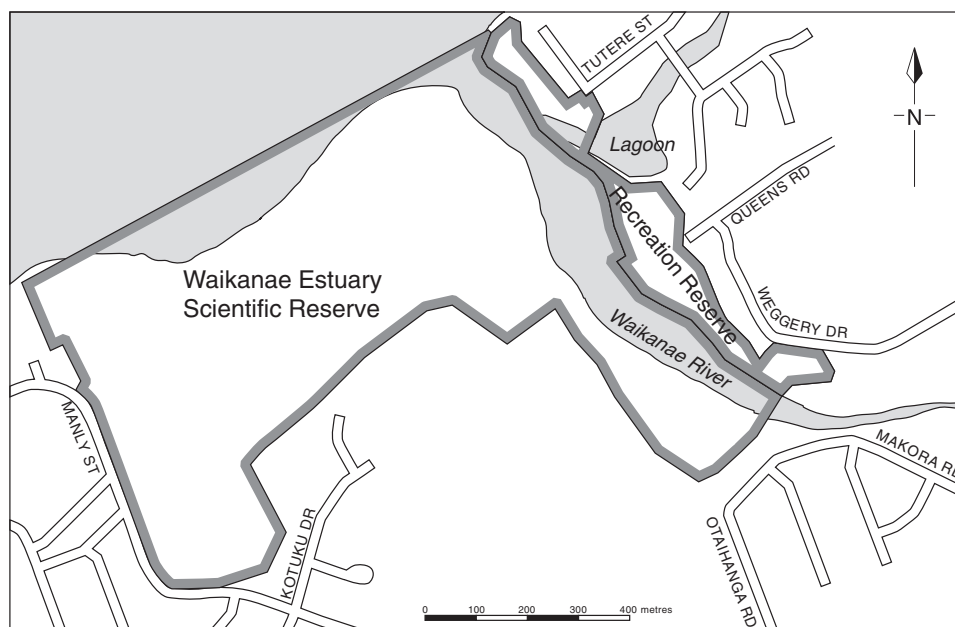 TUTERE ST
N
Lagoon
QUEENS RD
Recreation Reserve
Waikanae Estuary
Scientific Reserve
WEGGERY DR
Waikanae River
MANLY ST
MAKORA RD
KOTUKU DR
OTAIHANGA RD
0 100 200 300 400 metres